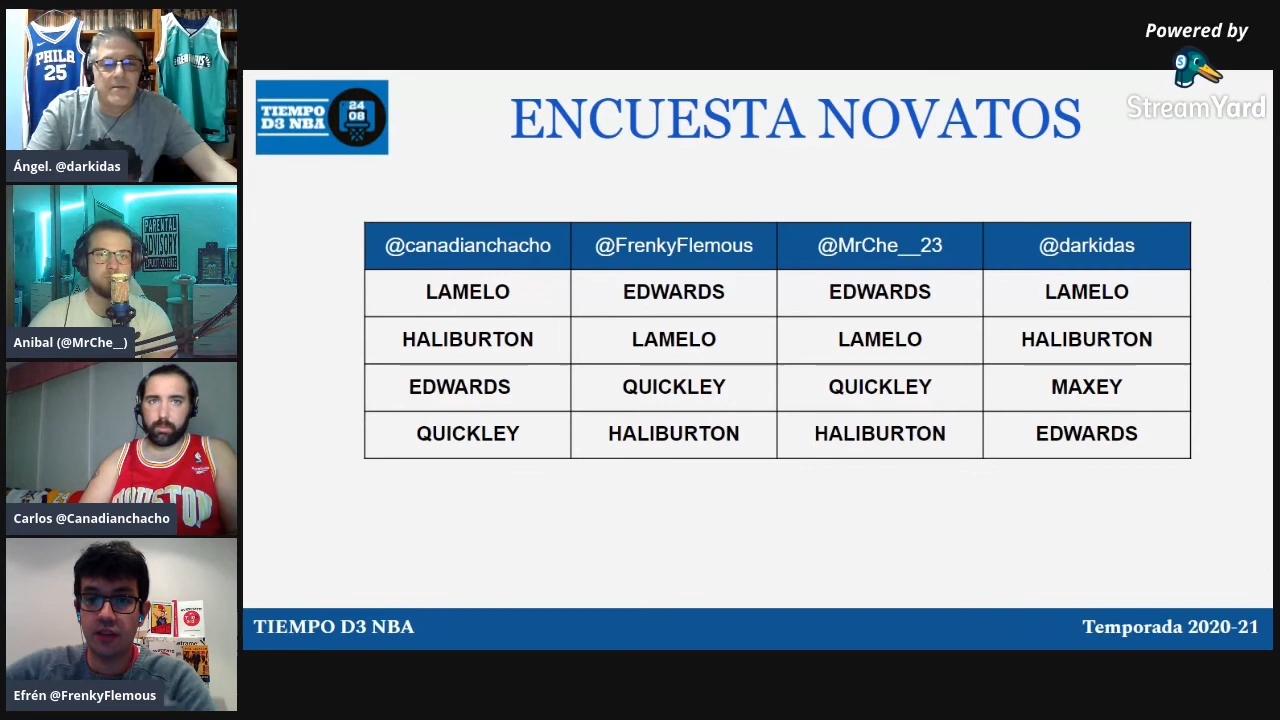 PHILA
25
Ángel. @darkidas
PARENTAL
ADVISORY
EXPLICIT CONTENT
Anibal (@MrChe__)
HOUSTON
Carlos @Canadianchacho
Efrén @FrenkyFlemous
Powered by
StreamYard
TIEMPO
D3 NBA
24
08
ENCUESTA NOVATOS
@canadianchacho @FrenkyFlemous @MrChe__23 @darkidas
LAMELO EDWARDS EDWARDS LAMELO
HALIBURTON LAMELO LAMELO HALIBURTON
EDWARDS QUICKLEY QUICKLEY MAXEY
QUICKLEY HALIBURTON HALIBURTON EDWARDS
TIEMPO D3 NBA
Temporada 2020-21